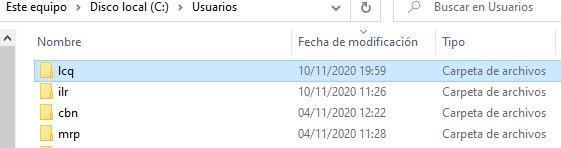 Este equipo > Disco local (C:) > Usuarios Buscar en Usuarios
Nombre Fecha de modificación Tipo
lcq 10/11/2020 19:59 Carpeta de archivos
ilr 10/11/2020 11:26 Carpeta de archivos
cbn 04/11/2020 12:22 Carpeta de archivos
mrp 04/11/2020 11:28 Carpeta de archivos